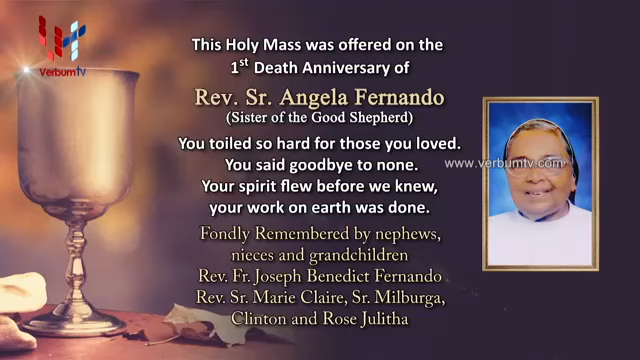 VerbumTV
This Holy Mass was offered on the
1st Death Anniversary of
Rev. Sr. Angela Fernando
(Sister of the Good Shepherd)
You toiled so hard for those you loved.
You said goodbye to none.
Your spirit flew before we knew,
your work on earth was done.
Fondly Remembered by nephews,
nieces and grandchildren
Rev. Fr. Joseph Benedict Fernando
Rev. Sr. Marie Claire, Sr. Milburga,
Clinton and Rose Julitha
www.verbumtv.com